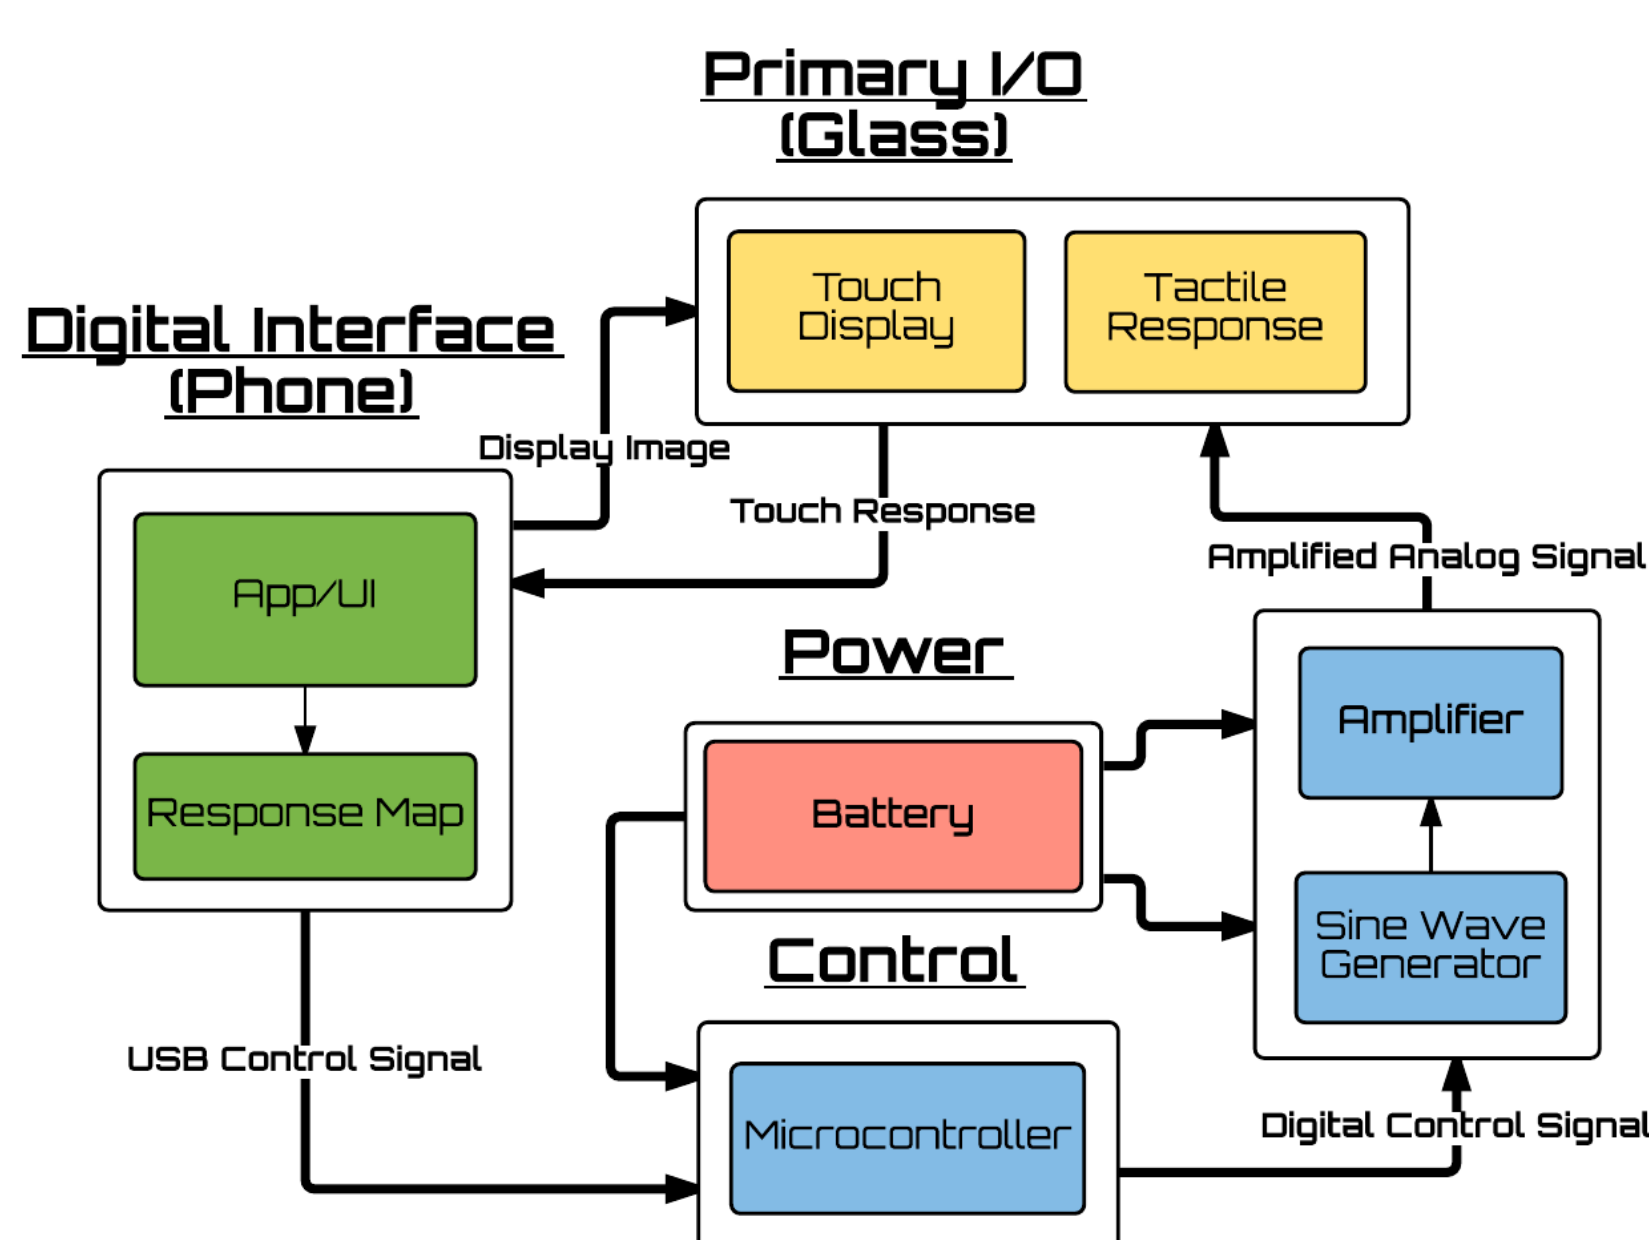 Primary I/O
(Glass)
Touch
Display
Tactile
Response
Digital Interface
(Phone)
Display Image
Touch Response
Amplified Analog Signal
App/UI
Response Map
Power
Battery
Amplifier
Sine Wave
Generator
Control
USB Control Signal
Microcontroller
Digital Control Signal